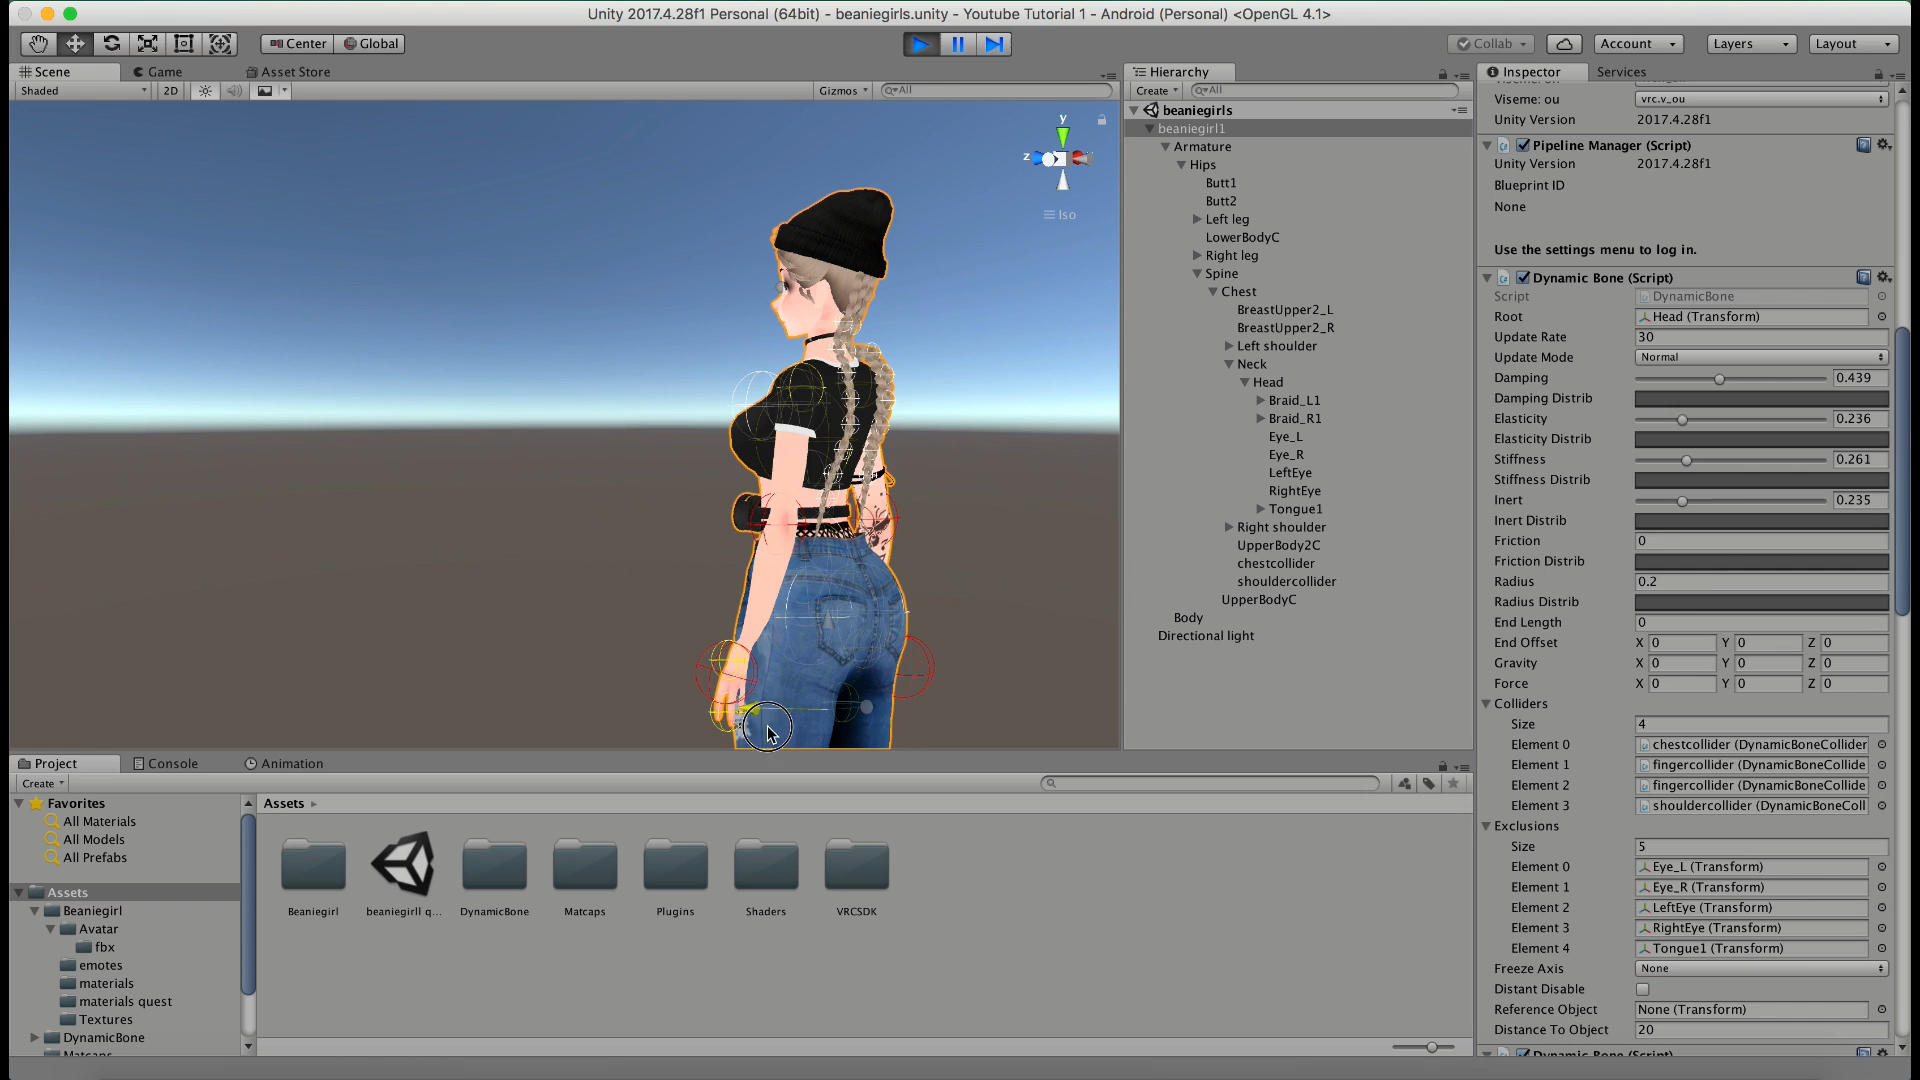 Unity 2017.4.28f1 Personal (64bit) - beaniegirls.unity - Youtube Tutorial 1 - Android (Personal) <OpenGL 4.1>
Center Global
Collab Account Layers Layout
Scene Game Asset Store
Shaded 2D Gizmos All
y
z
Iso
Hierarchy
Create All
beaniegirls
beaniegirl1
Armature
Hips
Butt1
Butt2
Left leg
LowerBodyC
Right leg
Spine
Chest
BreastUpper2_L
BreastUpper2_R
Left shoulder
Neck
Head
Braid_L1
Braid_R1
Eye_L
Eye_R
LeftEye
RightEye
Tongue1
Right shoulder
UpperBody2C
chestcollider
shouldercollider
UpperBodyC
Body
Directional light
Inspector Services
Viseme: ou vrc.v_ou
Unity Version 2017.4.28f1
Pipeline Manager (Script)
Unity Version 2017.4.28f1
Blueprint ID
None
Use the settings menu to log in.
Dynamic Bone (Script)
Script DynamicBone
Root Head (Transform)
Update Rate 30
Update Mode Normal
Damping 0.439
Damping Distrib
Elasticity 0.236
Elasticity Distrib
Stiffness 0.261
Stiffness Distrib
Inert 0.235
Inert Distrib
Friction 0
Friction Distrib
Radius 0.2
Radius Distrib
End Length 0
End Offset X 0 Y 0 Z 0
Gravity X 0 Y 0 Z 0
Force X 0 Y 0 Z 0
Colliders
Size 4
Element 0 chestcollider (DynamicBoneCollider
Element 1 fingercollider (DynamicBoneCollide
Element 2 fingercollider (DynamicBoneCollide
Element 3 shouldercollider (DynamicBoneColl
Exclusions
Size 5
Element 0 Eye_L (Transform)
Element 1 Eye_R (Transform)
Element 2 LeftEye (Transform)
Element 3 RightEye (Transform)
Element 4 Tongue1 (Transform)
Freeze Axis None
Distant Disable
Reference Object None (Transform)
Distance To Object 20
Dynamic Bone (Script)
Project Console Animation
Create
Favorites
All Materials
All Models
All Prefabs
Assets
Beaniegirl
Avatar
fbx
emotes
materials
materials quest
Textures
DynamicBone
Matcaps
Assets
Beaniegirl beaniegirll q... DynamicBone Matcaps Plugins Shaders VRCSDK